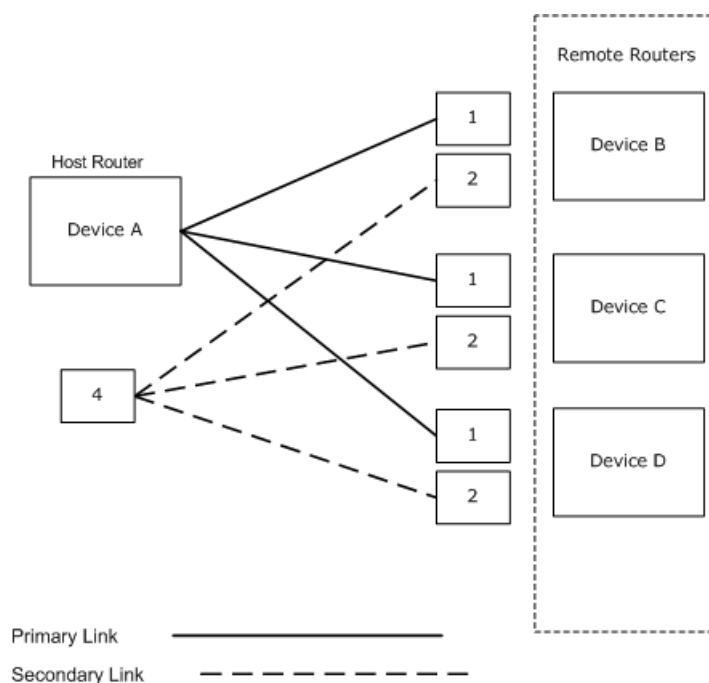 Remote Routers
1
Device B
Host Router
2
Device A
1
Device C
2
4
1
Device D
2
Primary Link
Secondary Link